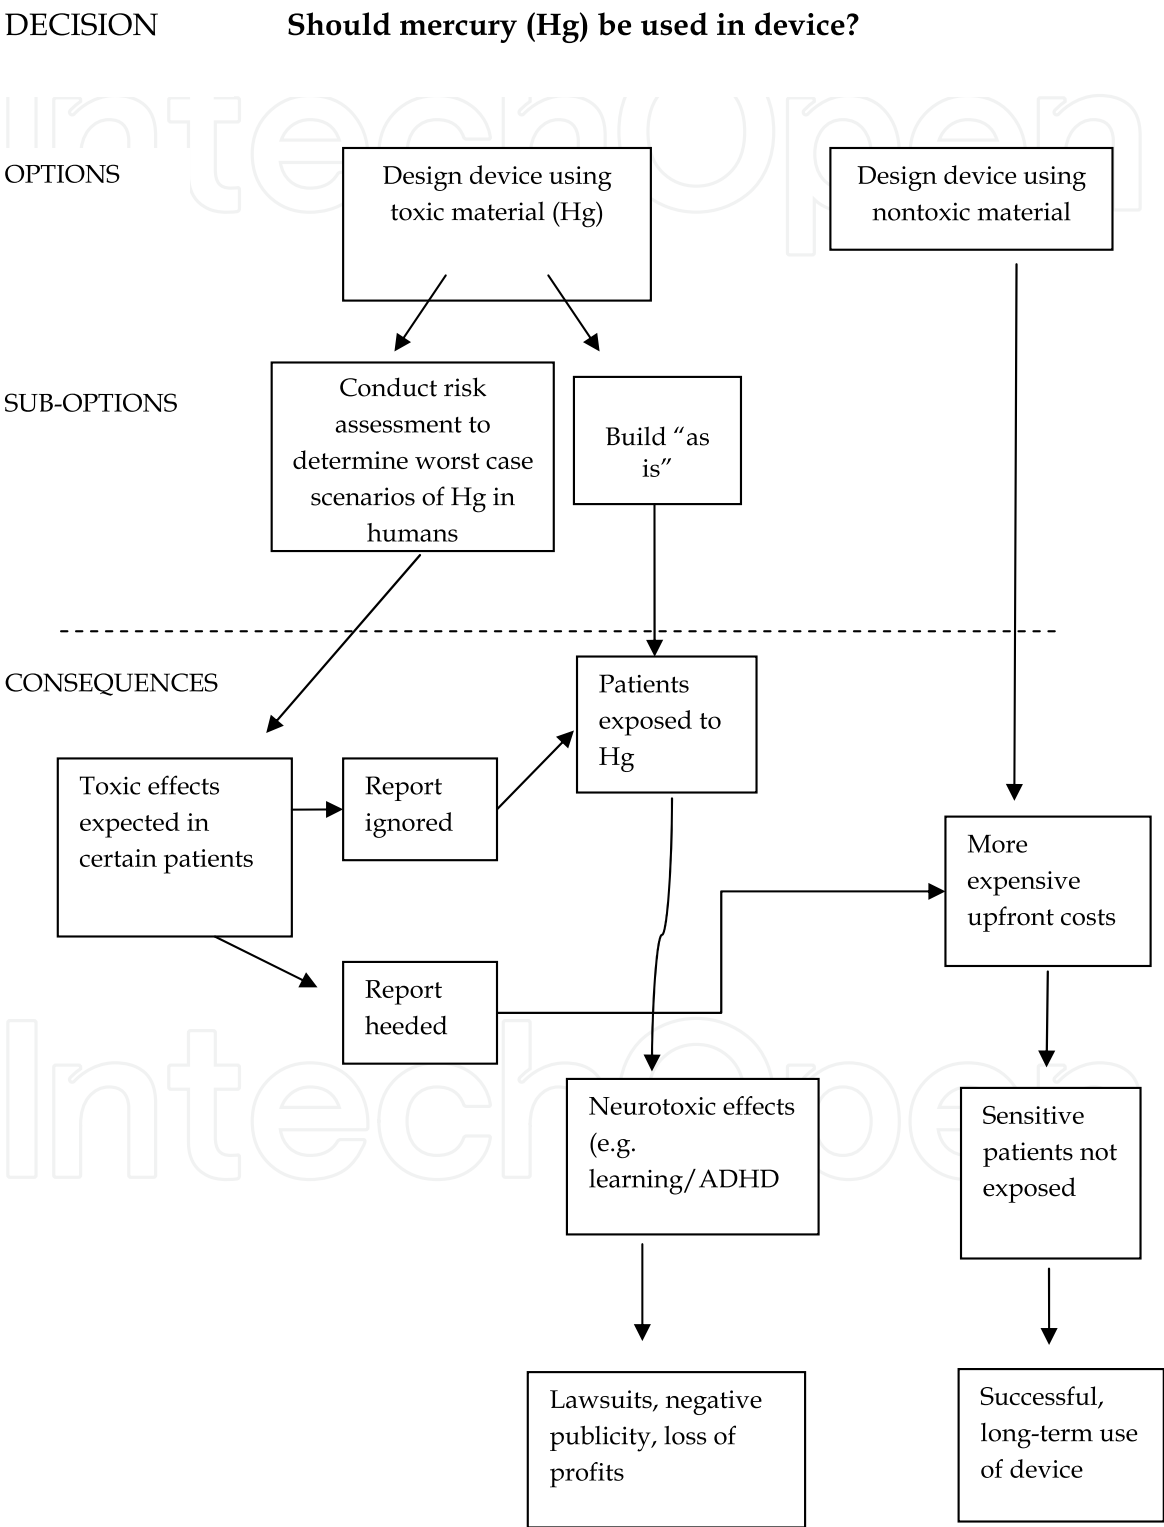 DECISION Should mercury (Hg) be used in device?
IntechOpen
OPTIONS
Design device using
toxic material (Hg)
Design device using
nontoxic material
SUB-OPTIONS
Conduct risk
assessment to
determine worst case
scenarios of Hg in
humans
Build “as
is”
CONSEQUENCES
Patients
exposed to
Hg
Toxic effects
expected in
certain patients
Report
ignored
More
expensive
upfront costs
Report
heeded
IntechOpen
Neurotoxic effects
(e.g.
learning/ADHD
Sensitive
patients not
exposed
Lawsuits, negative
publicity, loss of
profits
Successful,
long-term use
of device